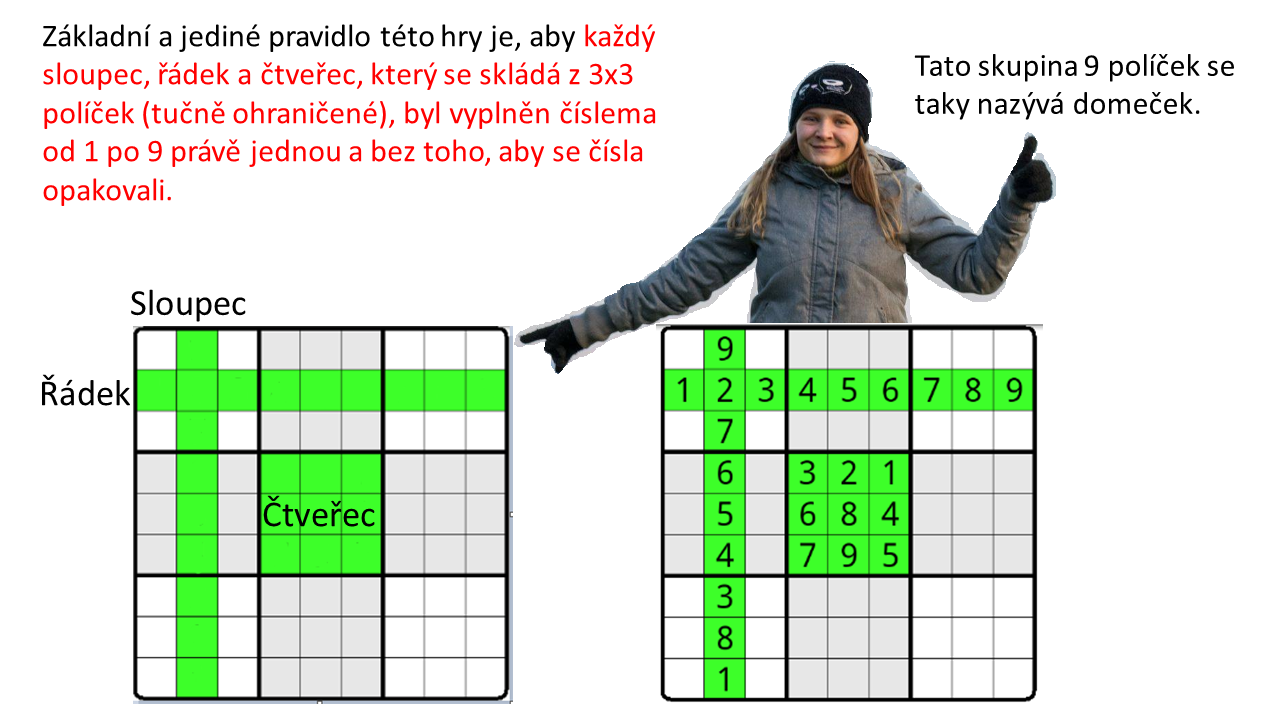 Základní a jediné pravidlo této hry je, aby každý
sloupec, řádek a čtveřec, který se skládá z 3x3
políček (tučně ohraničené), byl vyplněn číslema
od 1 po 9 právě jednou a bez toho, aby se čísla
opakovali.
Tato skupina 9 políček se
taky nazývá domeček.
Sloupec
Řádek
Čtveřec
9
1 2 3 4 5 6 7 8 9
7
6 3 2 1
5 6 8 4
4 7 9 5
3
8
1